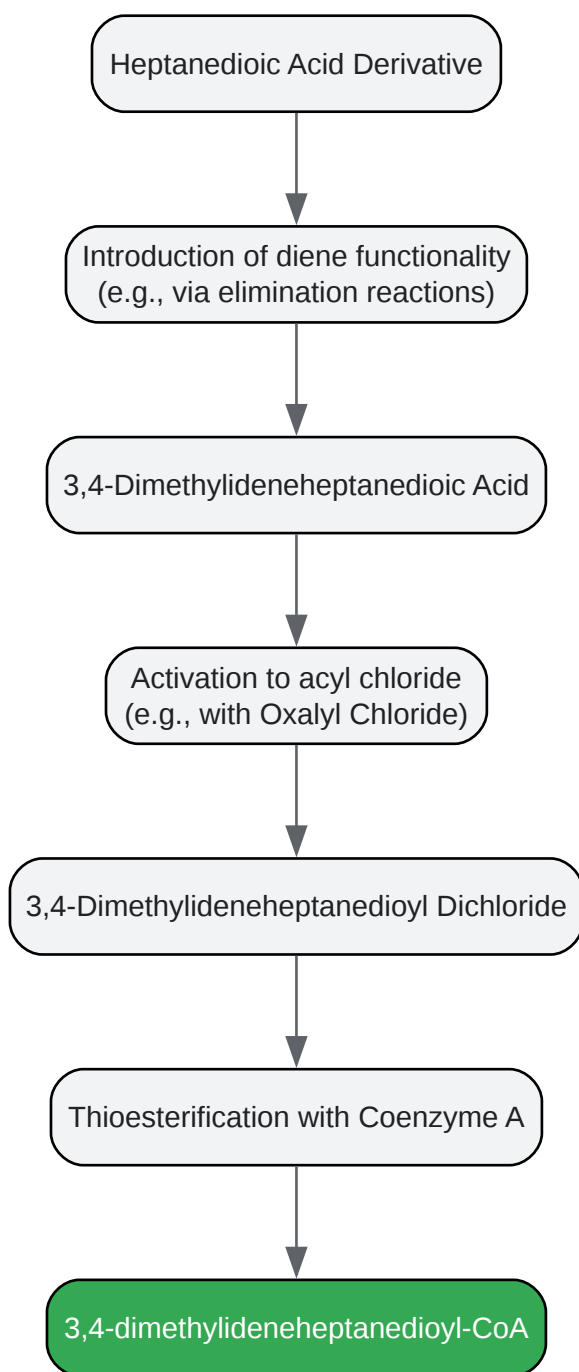 Heptanedioic Acid Derivative
Introduction of diene functionality
(e.g., via elimination reactions)
3,4-Dimethylideneheptanedioic Acid
Activation to acyl chloride
(e.g., with Oxalyl Chloride)
3,4-Dimethylideneheptanedioyl Dichloride
Thioesterification with Coenzyme A
3,4-dimethylideneheptanedioyl-CoA